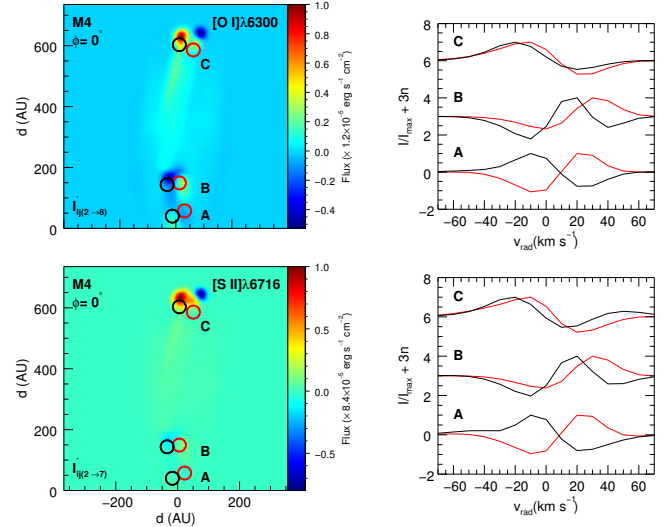 M4
[O I]λ6300
ϕ= 0°
C
B
A
I'ij(2→8)
600
400
200
0
d (AU)
1.0
0.8
0.6
0.4
0.2
0.0
−0.2
−0.4
Flux (× 1.2×10⁻⁵ erg s⁻¹ cm⁻²)
8
6
4
2
0
−2
I/Imax + 3n
C
B
A
−60 −40 −20 0 20 40 60
vrad(km s⁻¹)
M4
[S II]λ6716
ϕ= 0°
C
B
A
I'ij(2→7)
600
400
200
0
d (AU)
−200 0 200
d (AU)
1.0
0.5
0.0
−0.5
Flux (× 8.4×10⁻⁶ erg s⁻¹ cm⁻²)
8
6
4
2
0
−2
I/Imax + 3n
C
B
A
−60 −40 −20 0 20 40 60
vrad(km s⁻¹)